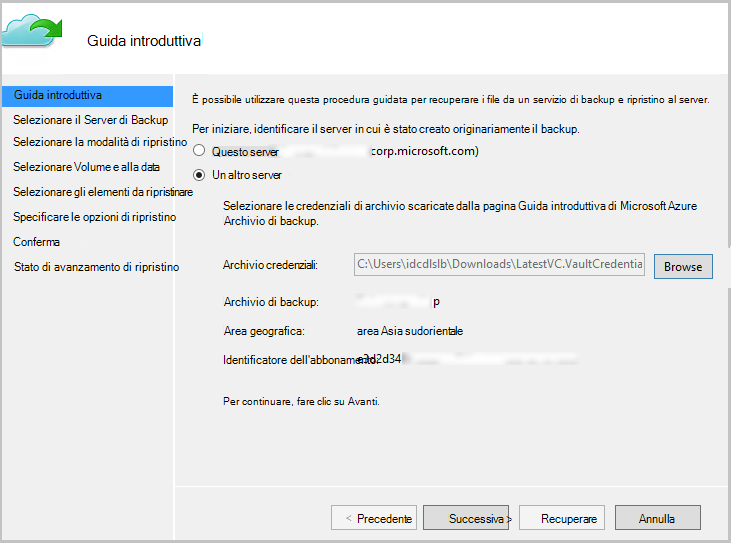 Guida introduttiva
Guida introduttiva
Selezionare il Server di Backup
Selezionare la modalità di ripristino
Selezionare Volume e alla data
Selezionare gli elementi da ripristinare
Specificare le opzioni di ripristino
Conferma
Stato di avanzamento di ripristino
È possibile utilizzare questa procedura guidata per recuperare i file da un servizio di backup e ripristino al server.
Per iniziare, identificare il server in cui è stato creato originariamente il backup.
Questo server corp.microsoft.com)
Un altro server
Selezionare le credenziali di archivio scaricate dalla pagina Guida introduttiva di Microsoft Azure
Archivio di backup.
Archivio credenziali: C:\Users\idcdlslb\Downloads\LatestVC.VaultCredentia Browse
Archivio di backup: p
Area geografica: area Asia sudorientale
Identificatore dell'abbonamento: e3d2d34
Per continuare, fare clic su Avanti.
< Precedente Successiva > Recuperare Annulla